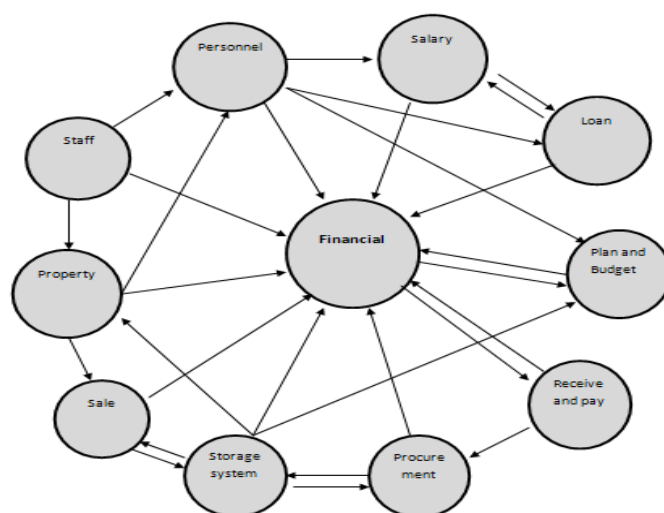 Personnel
Salary
Loan
Staff
Financial
Plan and
Budget
Property
Receive
and pay
Sale
Storage
system
Procure
ment